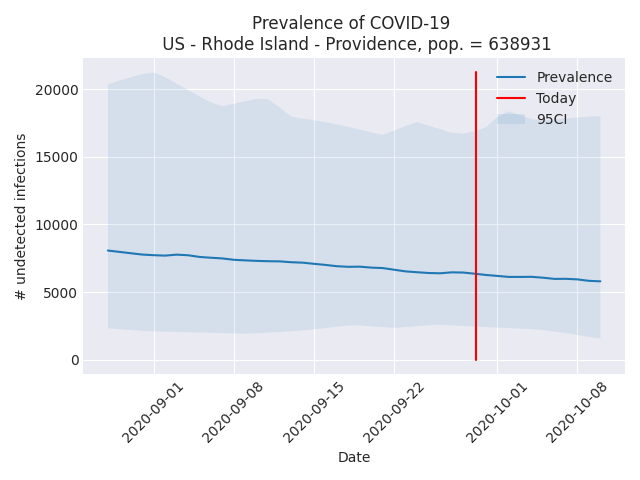 Prevalence of COVID-19
US - Rhode Island - Providence, pop. = 638931
Prevalence
Today
95CI
# undetected infections
20000
15000
10000
5000
0
2020-09-01
2020-09-08
2020-09-15
2020-09-22
2020-10-01
2020-10-08
Date